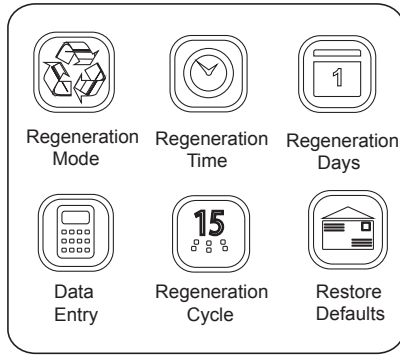 1
Regeneration Mode
Regeneration Time
Regeneration Days
15
Data Entry
Regeneration Cycle
Restore Defaults